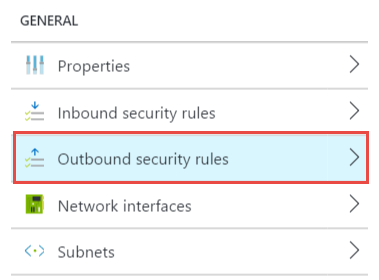 GENERAL
Properties
Inbound security rules
Outbound security rules
Network interfaces
Subnets